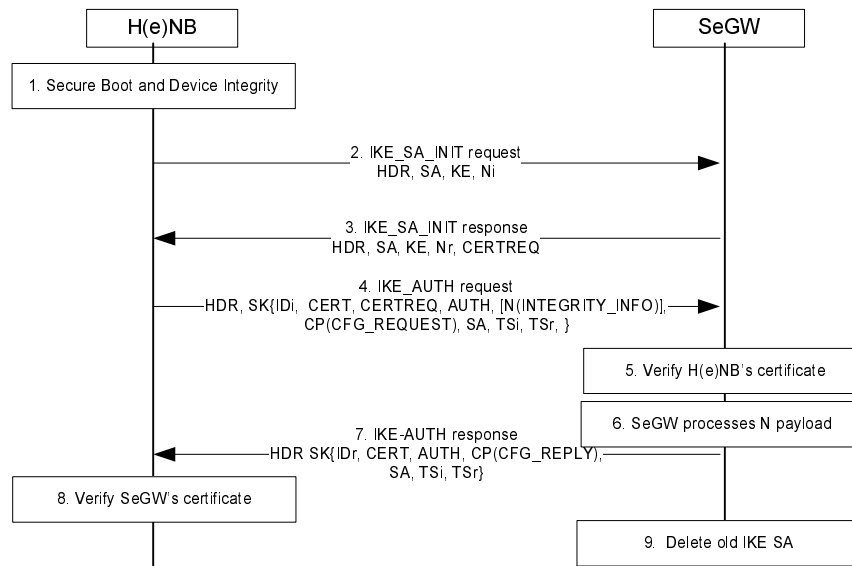 H(e)NB
SeGW
1. Secure Boot and Device Integrity
2. IKE_SA_INIT request
HDR, SA, KE, Ni
3. IKE_SA_INIT response
HDR, SA, KE, Nr, CERTREQ
4. IKE_AUTH request
HDR, SK{IDi, CERT, CERTREQ, AUTH, [N(INTEGRITY_INFO)],
CP(CFG_REQUEST), SA, TSi, TSr, }
5. Verify H(e)NB's certificate
6. SeGW processes N payload
7. IKE-AUTH response
HDR SK{IDr, CERT, AUTH, CP(CFG_REPLY),
SA, TSi, TSr}
8. Verify SeGW's certificate
9. Delete old IKE SA